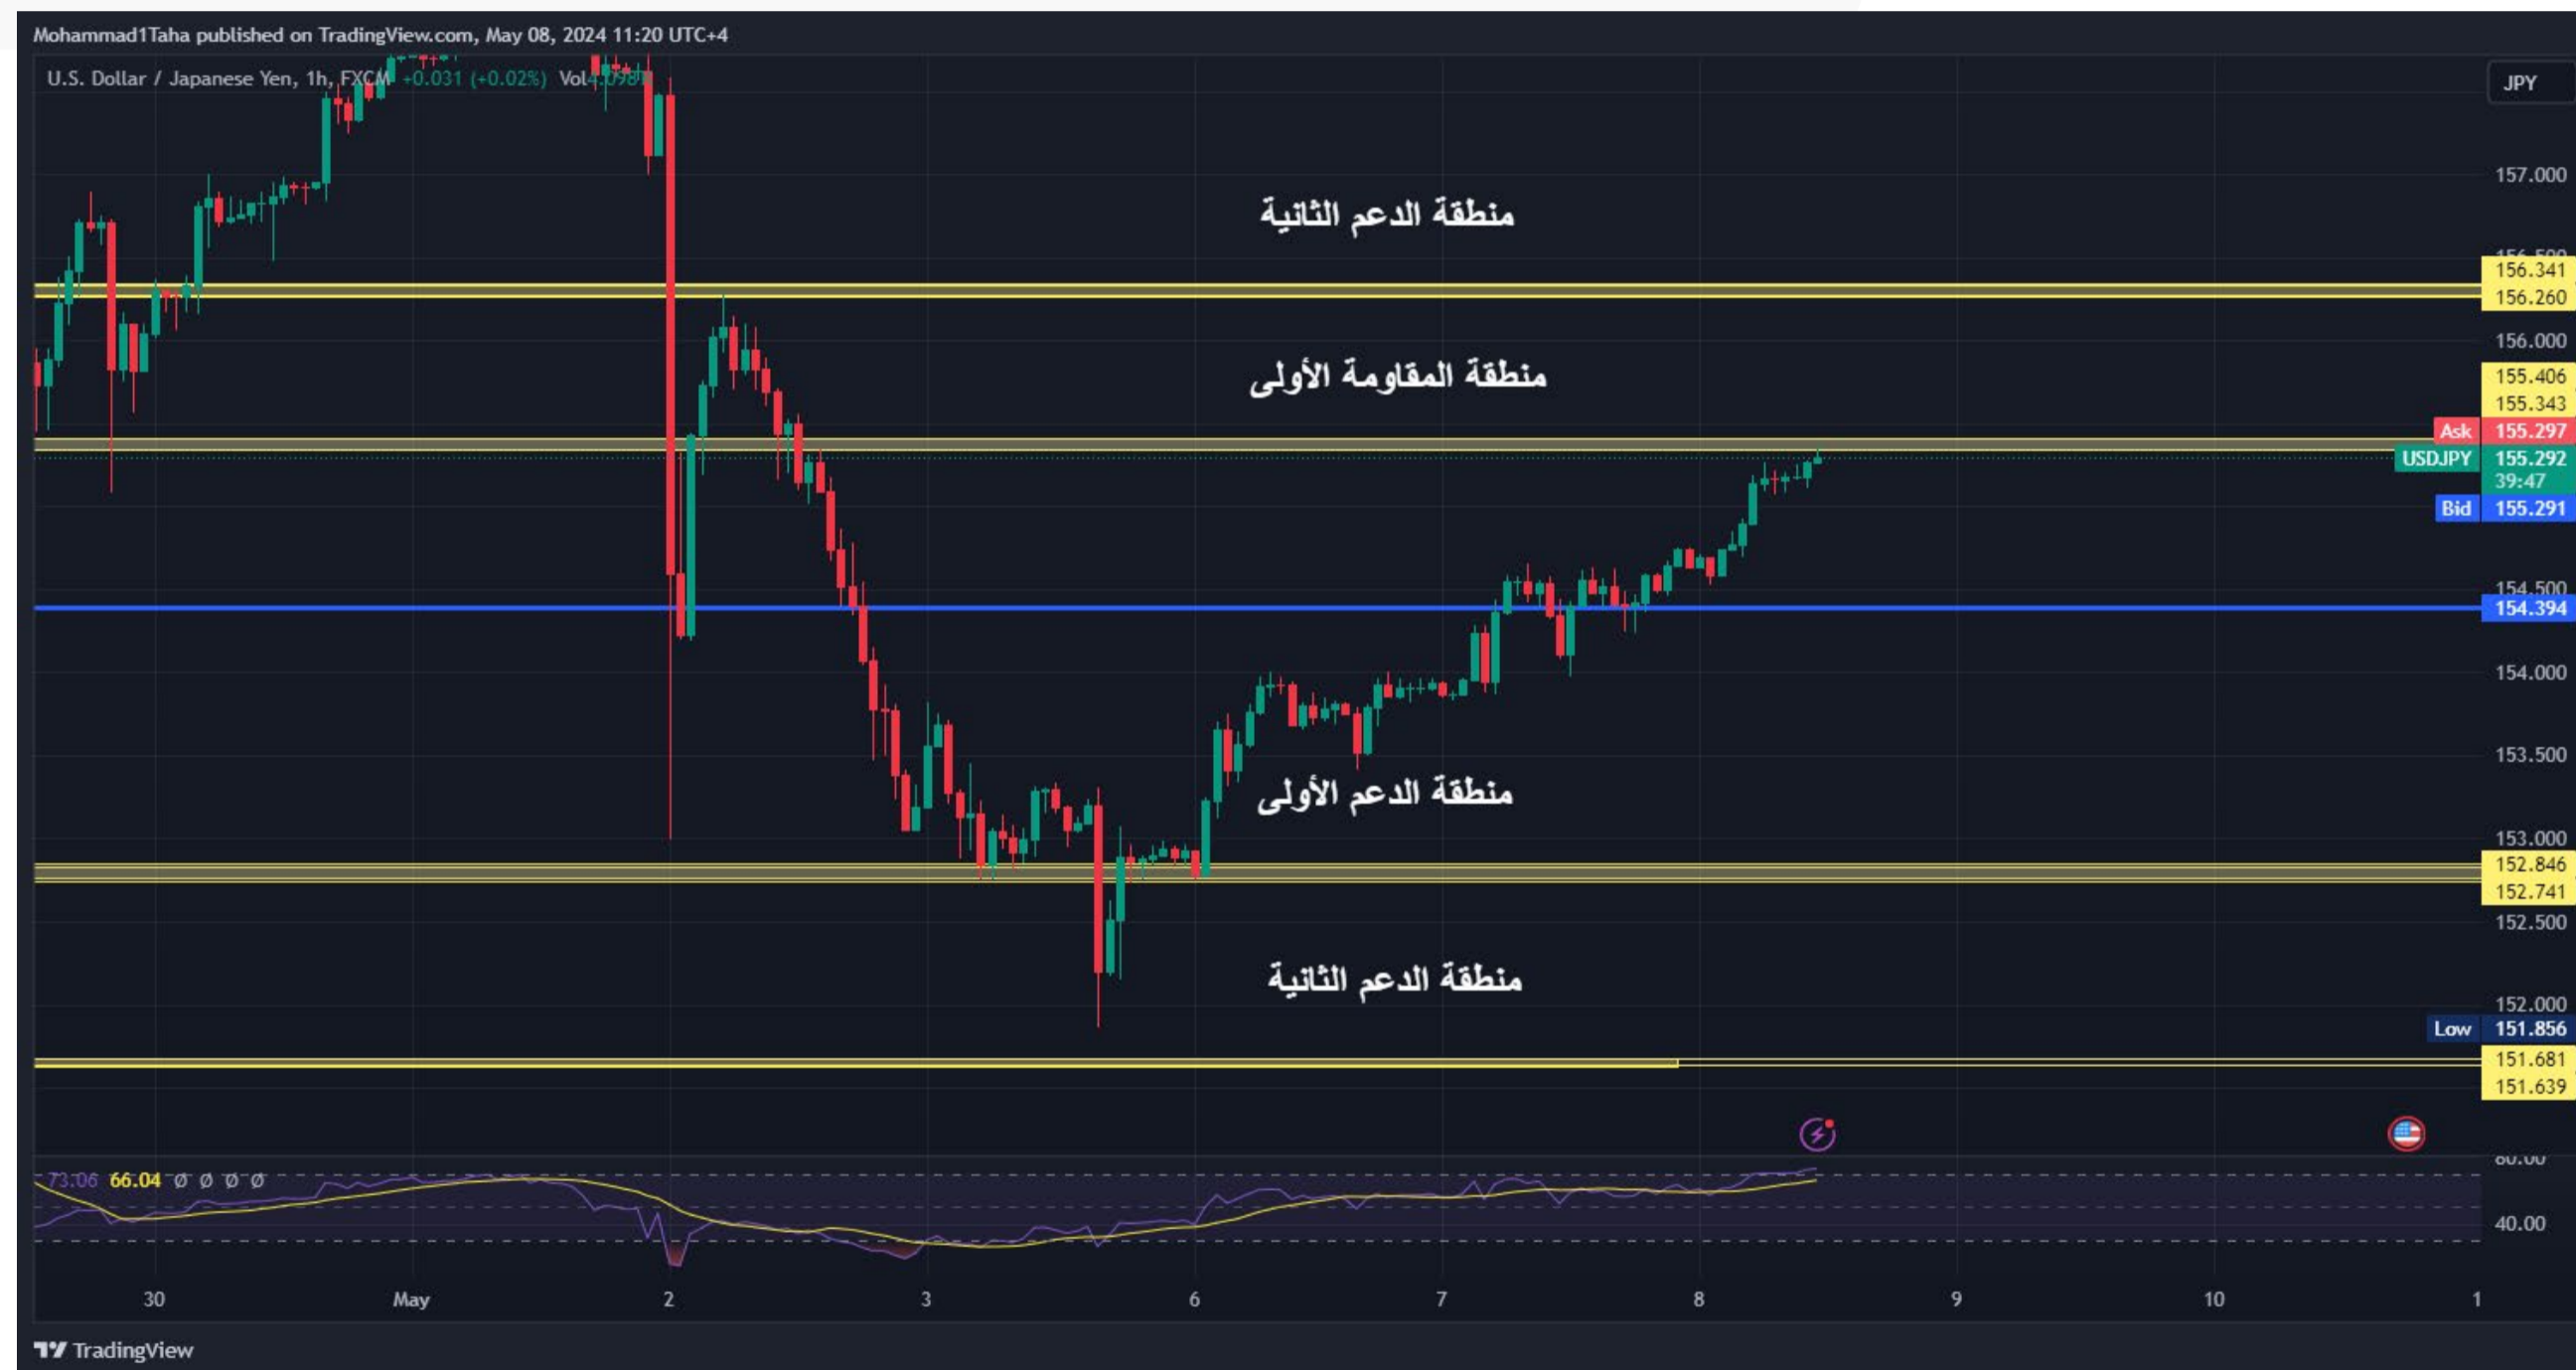 Mohammad1Taha published on TradingView.com, May 08, 2024 11:20 UTC+4
U.S. Dollar / Japanese Yen, 1h, FXCM +0.031 (+0.02%) Vol
JPY
157.000
منطقة الدعم الثانية
156.341
156.260
156.000
منطقة المقاومة الأولى
155.406
155.343
Ask 155.297
USDJPY 155.292
39:47
Bid 155.291
154.500
154.394
154.000
153.500
منطقة الدعم الأولى
153.000
152.846
152.741
152.500
منطقة الدعم الثانية
152.000
Low 151.856
151.681
151.639
73.06 66.04 Ø Ø Ø Ø
40.00
30 May 2 3 6 7 8 9 10 1
TradingView